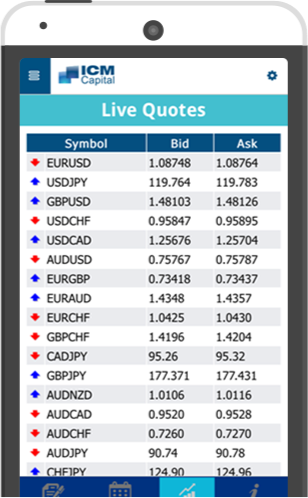 ICM
Capital
Live Quotes
Symbol Bid Ask
EURUSD 1.08748 1.08764
USDJPY 119.764 119.783
GBPUSD 1.48103 1.48126
USDCHF 0.95847 0.95895
USDCAD 1.25676 1.25704
AUDUSD 0.75767 0.75787
EURGBP 0.73418 0.73437
EURAUD 1.4348 1.4357
EURCHF 1.0425 1.0430
GBPCHF 1.4196 1.4204
CADJPY 95.26 95.32
GBPJPY 177.371 177.431
AUDNZD 1.0106 1.0116
AUDCAD 0.9520 0.9528
AUDCHF 0.7260 0.7270
AUDJPY 90.74 90.78
CHFJPY 124.90 124.96